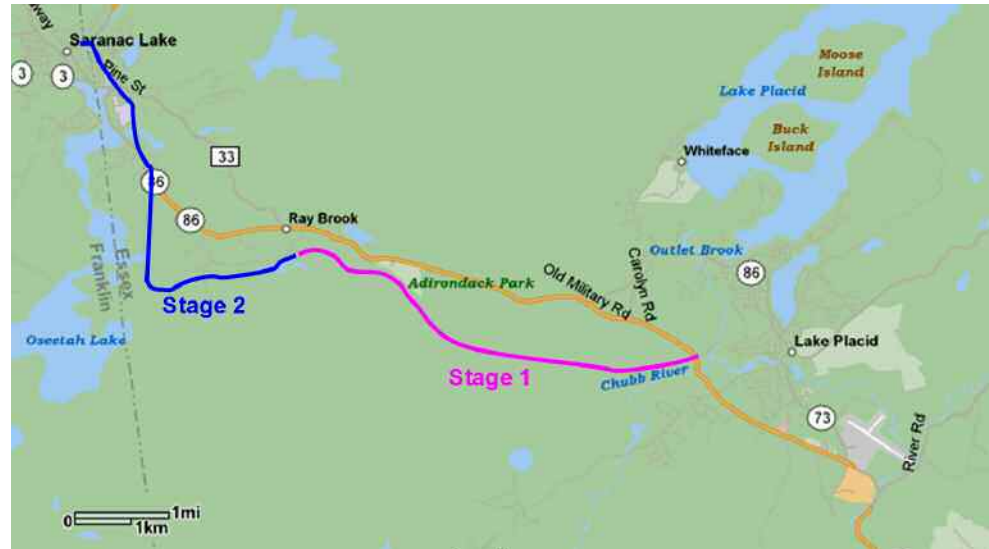 way
Saranac Lake
3
3
Pine St
33
86
86
Ray Brook
Essex
Franklin
Stage 2
Oseetah Lake
Moose
Island
Lake Placid
Buck
Island
Whiteface
Outlet Brook
Carolyn Rd
86
Old Military Rd
Adirondack Park
Lake Placid
Stage 1
Chubb River
73
River Rd
0
1mi
1km